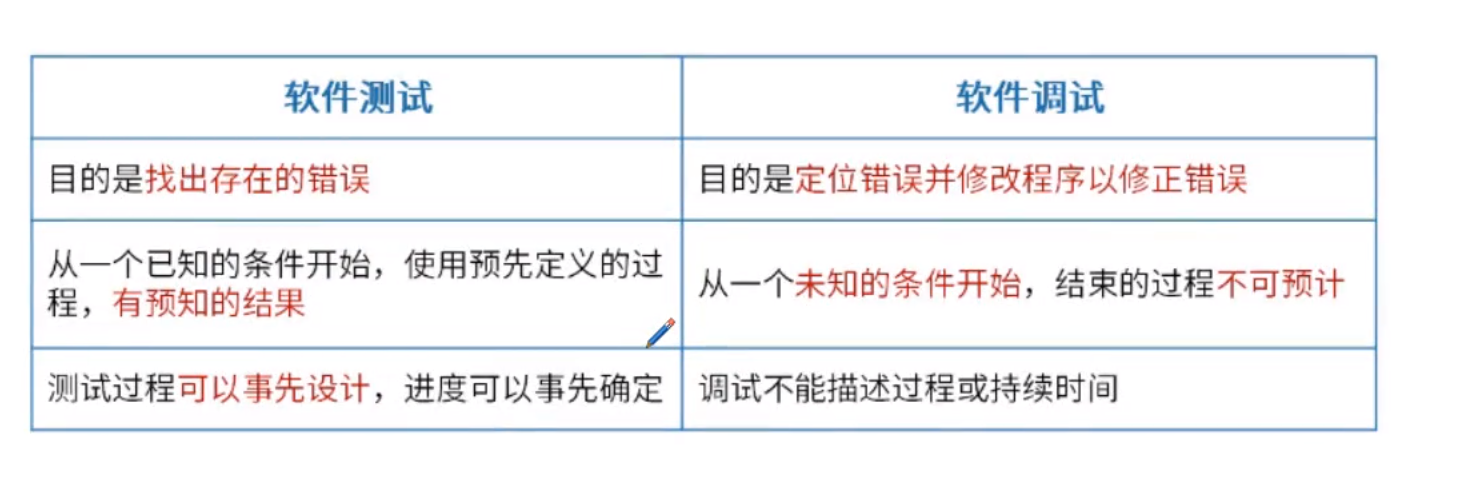 软件测试
软件调试
目的是找出存在的错误
目的是定位错误并修改程序以修正错误
从一个已知的条件开始，使用预先定义的过
程，有预知的结果
从一个未知的条件开始，结束的过程不可预计
测试过程可以事先设计，进度可以事先确定
调试不能描述过程或持续时间